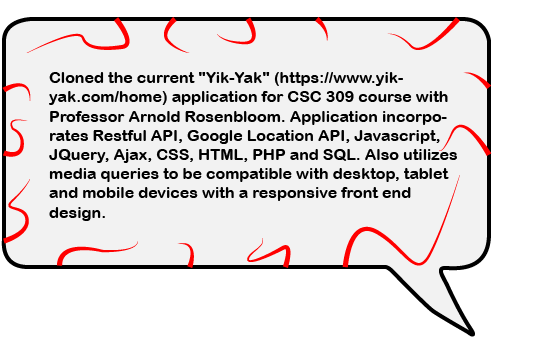 Cloned the current "Yik-Yak" (https://www.yik-
yak.com/home) application for CSC 309 course with
Professor Arnold Rosenbloom. Application incorpo-
rates Restful API, Google Location API, Javascript,
JQuery, Ajax, CSS, HTML, PHP and SQL. Also utilizes
media queries to be compatible with desktop, tablet
and mobile devices with a responsive front end
design.